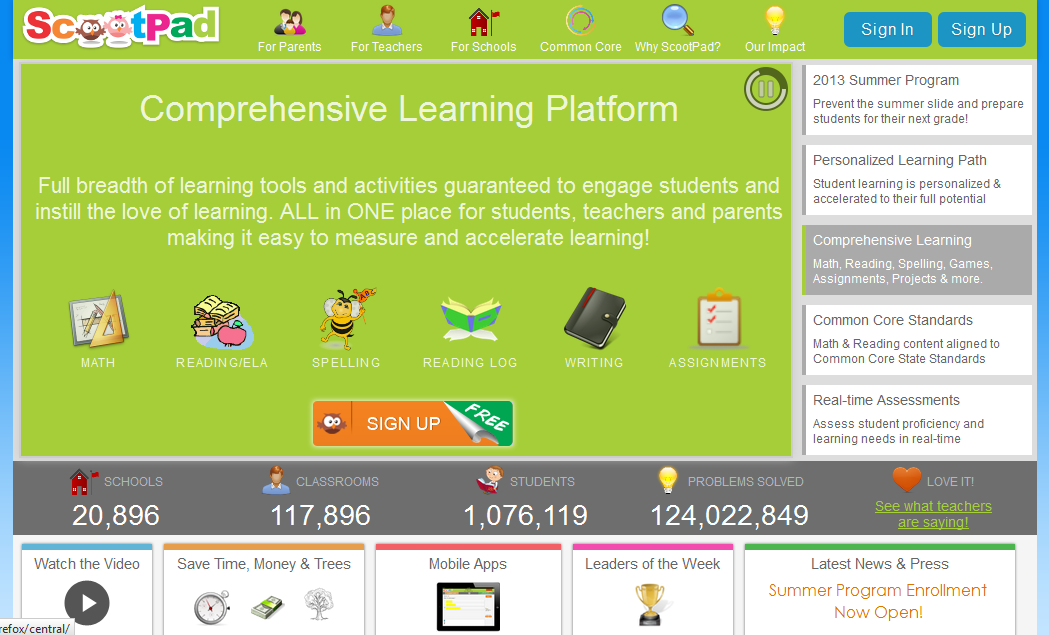 ScootPad
For Parents
For Teachers
For Schools
Common Core
Why ScootPad?
Our Impact
Sign In
Sign Up
Comprehensive Learning Platform
Full breadth of learning tools and activities guaranteed to engage students and
instill the love of learning. ALL in ONE place for students, teachers and parents
making it easy to measure and accelerate learning!
MATH
READING/ELA
SPELLING
READING LOG
WRITING
ASSIGNMENTS
SIGN UP
FREE
2013 Summer Program
Prevent the summer slide and prepare
students for their next grade!
Personalized Learning Path
Student learning is personalized &
accelerated to their full potential
Comprehensive Learning
Math, Reading, Spelling, Games,
Assignments, Projects & more.
Common Core Standards
Math & Reading content aligned to
Common Core State Standards
Real-time Assessments
Assess student proficiency and
learning needs in real-time
SCHOOLS
20,896
CLASSROOMS
117,896
STUDENTS
1,076,119
PROBLEMS SOLVED
124,022,849
LOVE IT!
See what teachers
are saying!
Watch the Video
Save Time, Money & Trees
Mobile Apps
Leaders of the Week
Latest News & Press
Summer Program Enrollment
Now Open!
refox/central/